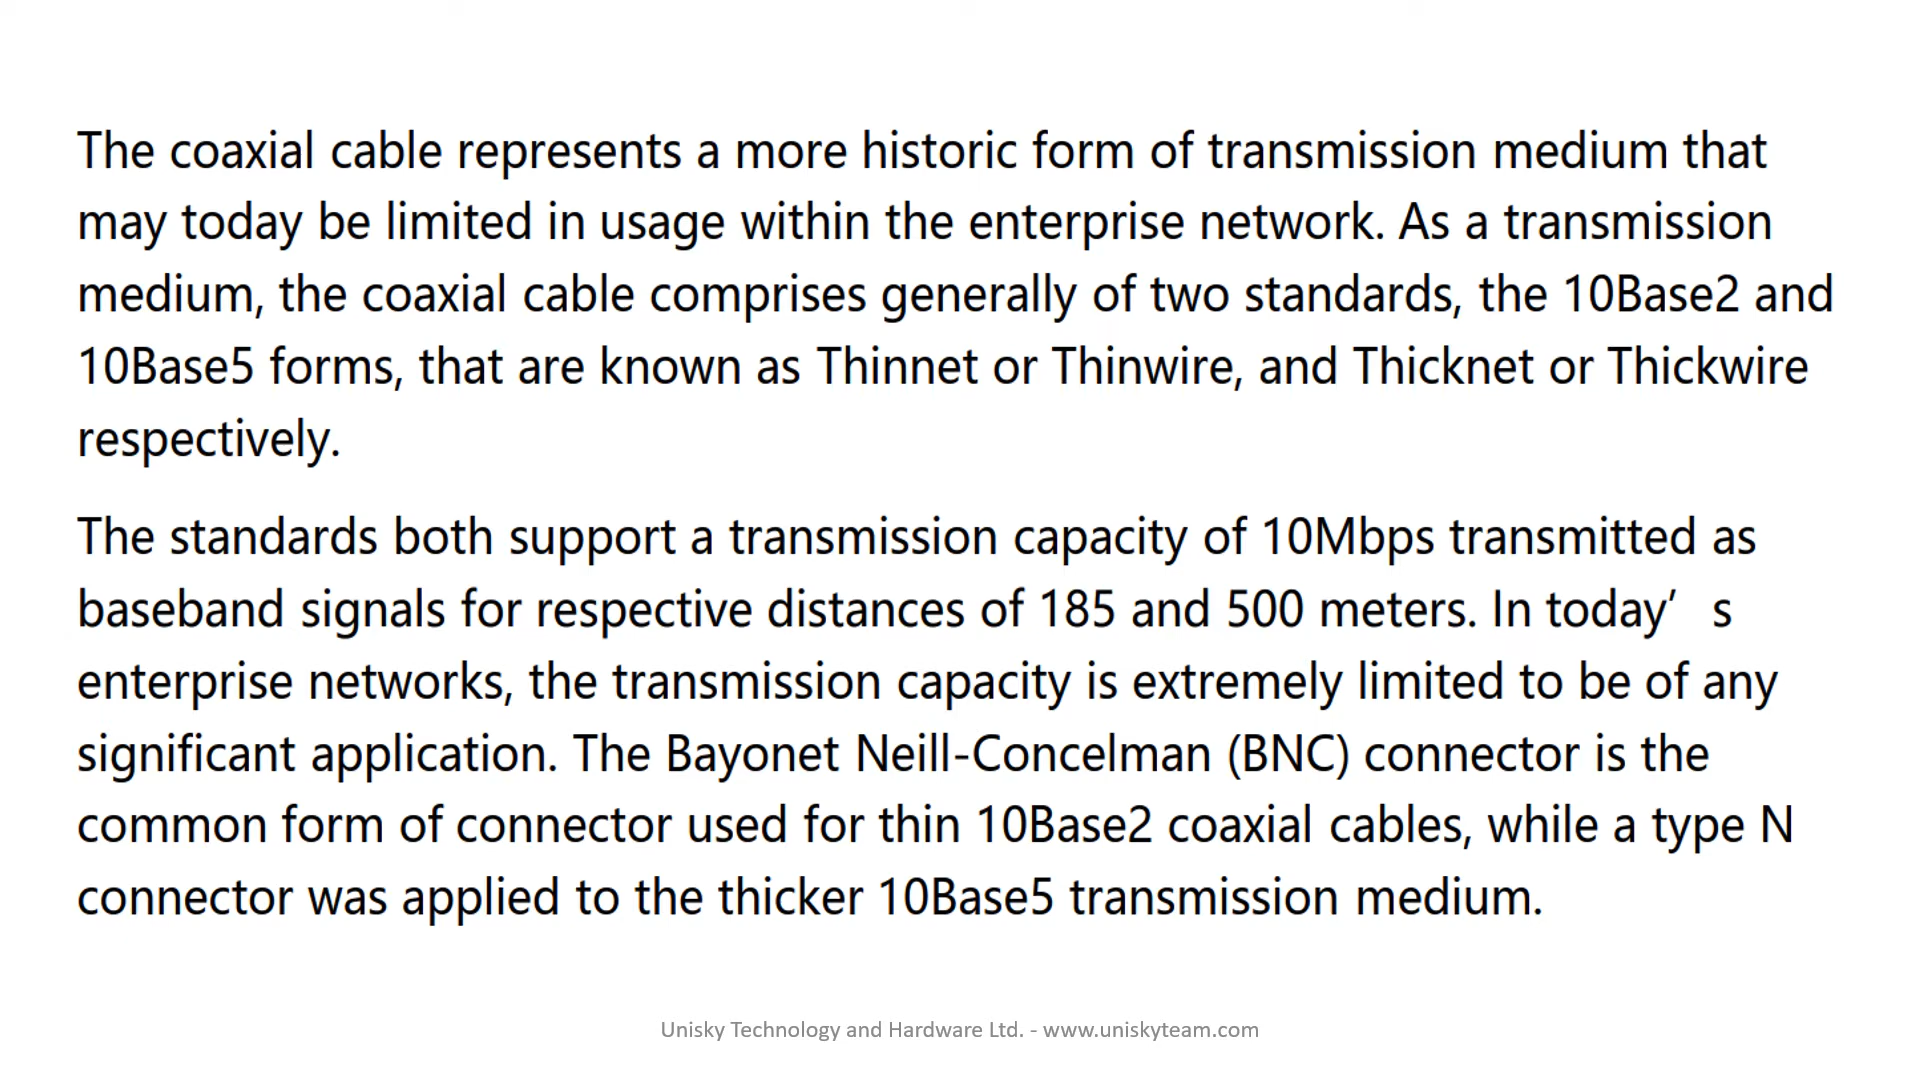 The coaxial cable represents a more historic form of transmission medium that
may today be limited in usage within the enterprise network. As a transmission
medium, the coaxial cable comprises generally of two standards, the 10Base2 and
10Base5 forms, that are known as Thinnet or Thinwire, and Thicknet or Thickwire
respectively.
The standards both support a transmission capacity of 10Mbps transmitted as
baseband signals for respective distances of 185 and 500 meters. In today’ s
enterprise networks, the transmission capacity is extremely limited to be of any
significant application. The Bayonet Neill-Concelman (BNC) connector is the
common form of connector used for thin 10Base2 coaxial cables, while a type N
connector was applied to the thicker 10Base5 transmission medium.
Unisky Technology and Hardware Ltd. - www.uniskyteam.com